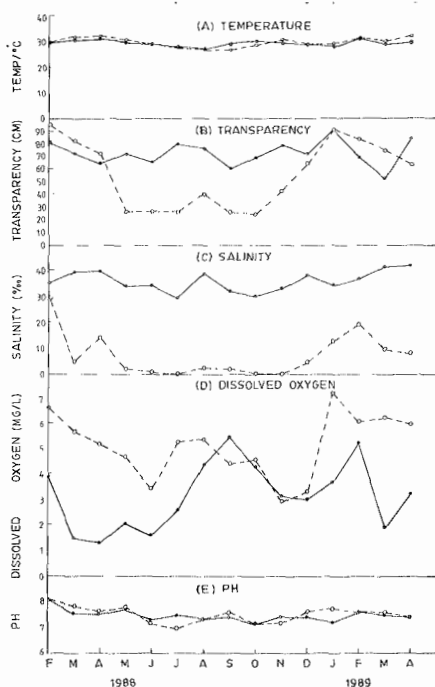 (A) TEMPERATURE
TEMP/°C
40
30
20
10
0
(B) TRANSPARENCY
TRANSPARENCY (CM)
90
80
70
60
50
40
30
20
10
0
(C) SALINITY
SALINITY (‰)
40
30
20
10
0
(D) DISSOLVED OXYGEN
DISSOLVED OXYGEN (MG/L)
7
6
5
4
3
2
1
0
(E) PH
PH
8
7
6
F M A M J J A S O N D J F M A
1988 1989